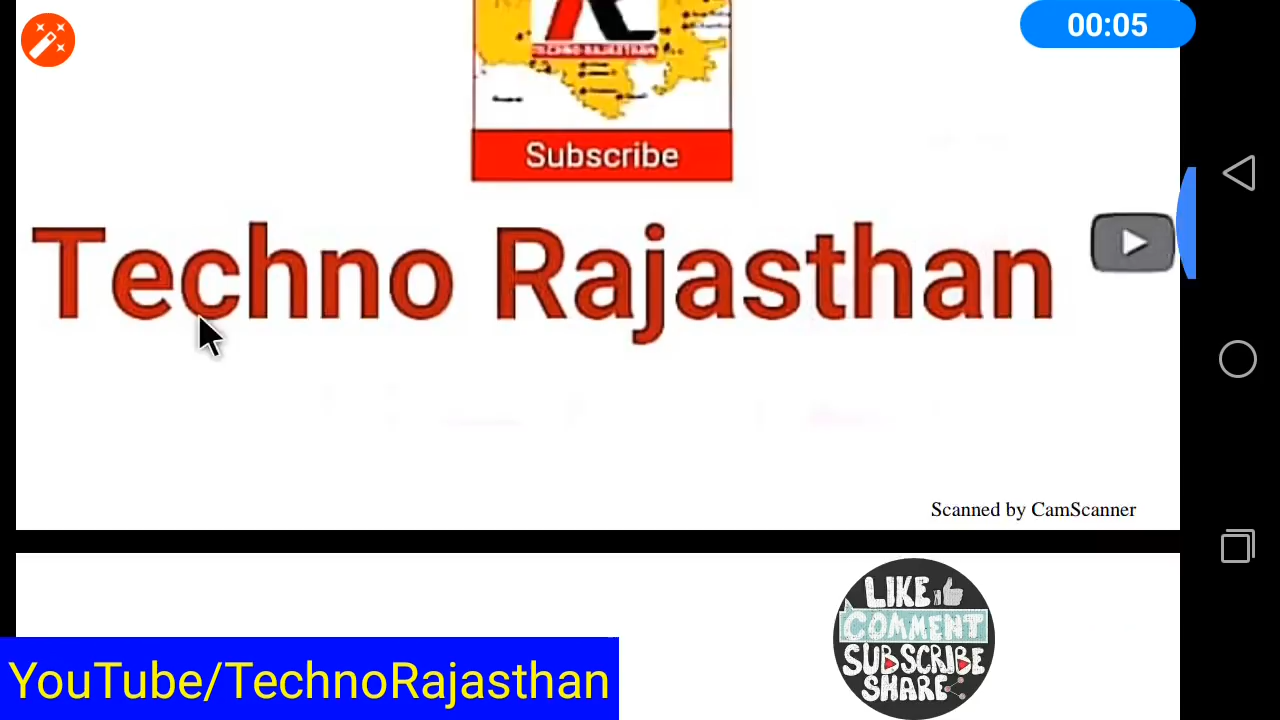 00:05
TECHNO RAJASTHAN
Subscribe
Techno Rajasthan
Scanned by CamScanner
LIKE
COMMENT
SUBSCRIBE
SHARE
YouTube/TechnoRajasthan